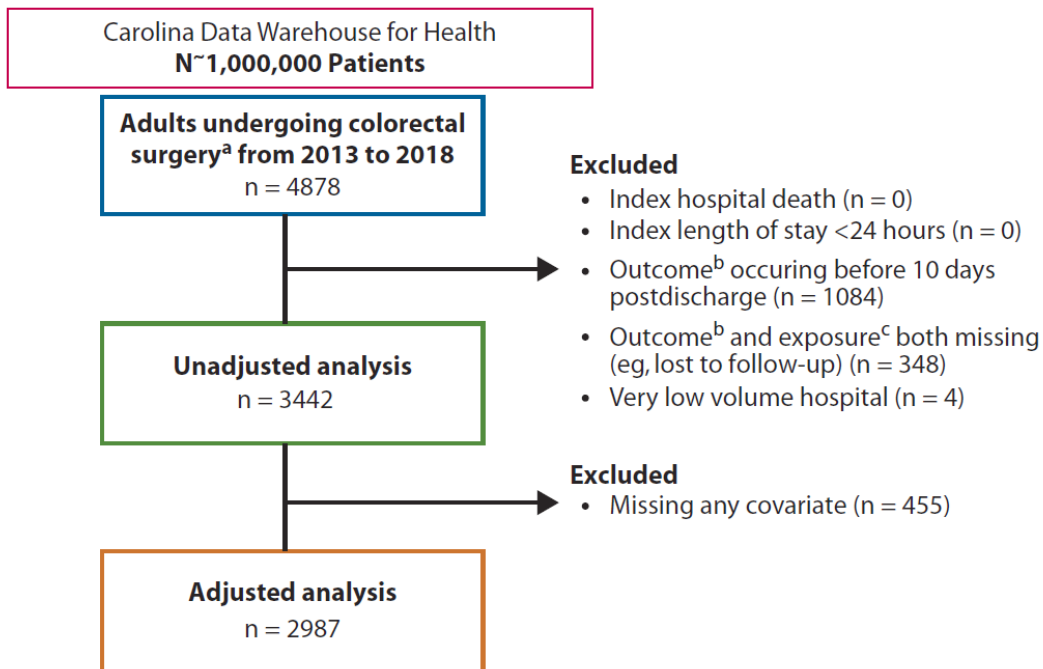 Carolina Data Warehouse for Health
N~1,000,000 Patients
Adults undergoing colorectal
surgeryᵃ from 2013 to 2018
n = 4878
Excluded
• Index hospital death (n = 0)
• Index length of stay <24 hours (n = 0)
• Outcomeᵇ occuring before 10 days
postdischarge (n = 1084)
• Outcomeᵇ and exposureᶜ both missing
(eg, lost to follow-up) (n = 348)
• Very low volume hospital (n = 4)
Unadjusted analysis
n = 3442
Excluded
• Missing any covariate (n = 455)
Adjusted analysis
n = 2987